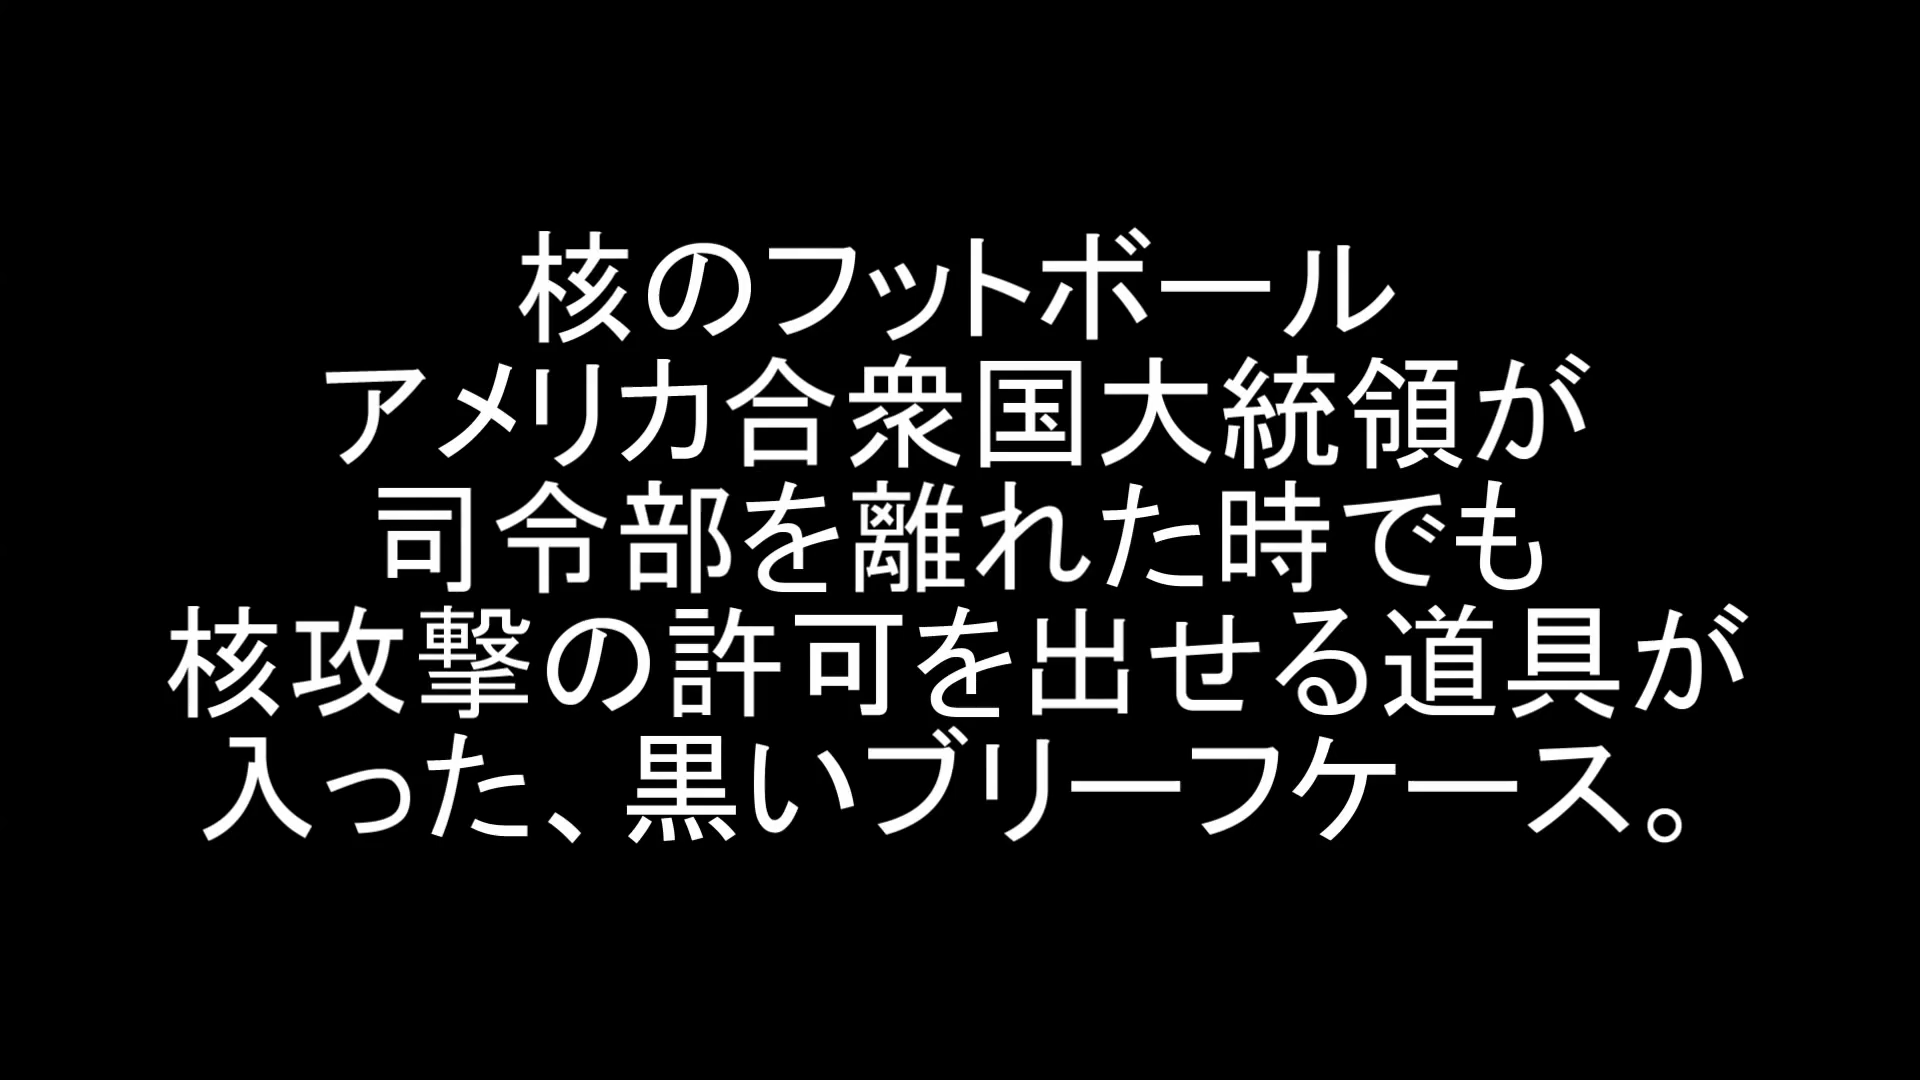 核のフットボール
アメリカ合衆国大統領が
司令部を離れた時でも
核攻撃の許可を出せる道具が
入った、黒いブリーフケース。